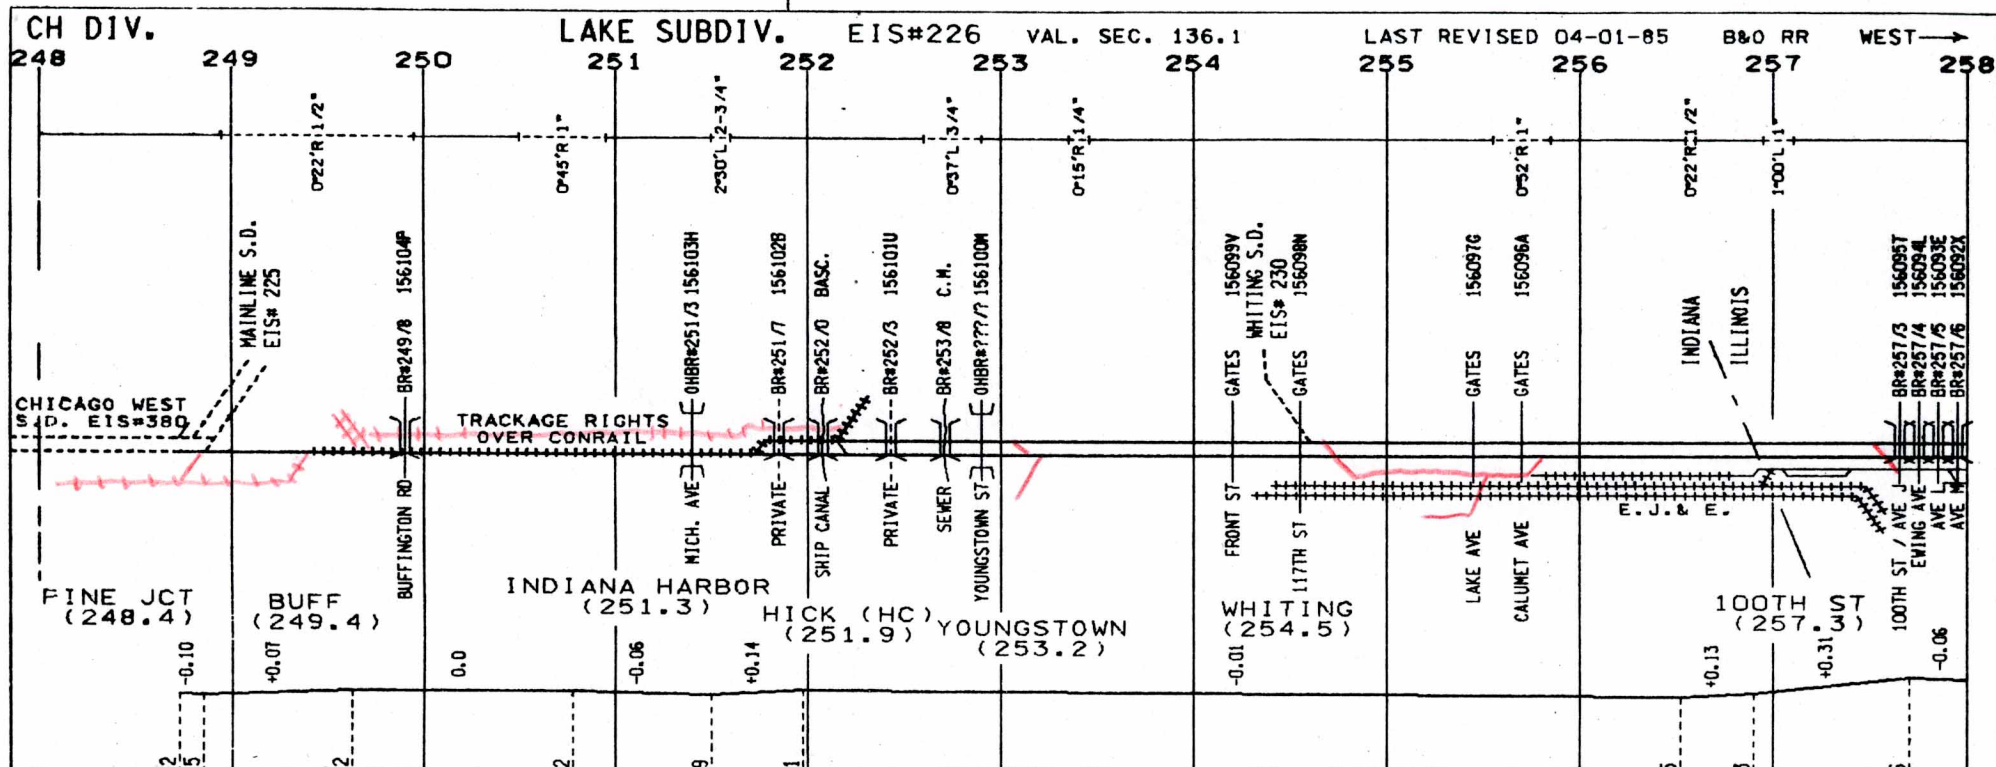 CH DIV. LAKE SUBDIV. EIS#226 VAL. SEC. 136.1 LAST REVISED 04-01-85 B&O RR WEST
248 249 250 251 252 253 254 255 256 257 258
0°22'R 1/2" 0°45'R 1" 2°30'L 2-3/4" 0°37'L 3/4" 0°15'R 1/4" 0°52'R 1" 0°22'R 1/2" 1°00'L 1"
MAINLINE S.D.
EIS# 225
BR#249/8 156104P
OHBR#251/3 156103H
BR#251/7 156102B
BR#252/0 BASC.
BR#252/3 156101U
BR#253/8 C.M.
OHBR#???/? 156100M
GATES 156099V
WHITING S.D.
EIS# 230
GATES 156098N
GATES 156097G
GATES 156096A
INDIANA
ILLINOIS
BR#257/3 156095T
BR#257/4 156094L
BR#257/5 156093E
BR#257/6 156092X
CHICAGO WEST
S.D. EIS#380
TRACKAGE RIGHTS
OVER CONRAIL
E.J.& E.
BUFFINGTON RD
MICH. AVE
PRIVATE
SHIP CANAL
PRIVATE
SEWER
YOUNGSTOWN ST
FRONT ST
117TH ST
LAKE AVE
CALUMET AVE
100TH ST / AVE J
EWING AVE
AVE L
AVE
PINE JCT
(248.4)
BUFF
(249.4)
INDIANA HARBOR
(251.3)
HICK (HC)
(251.9)
YOUNGSTOWN
(253.2)
WHITING
(254.5)
100TH ST
(257.3)
-0.10 +0.07 0.0 -0.06 +0.14 -0.01 +0.13 +0.31 -0.06